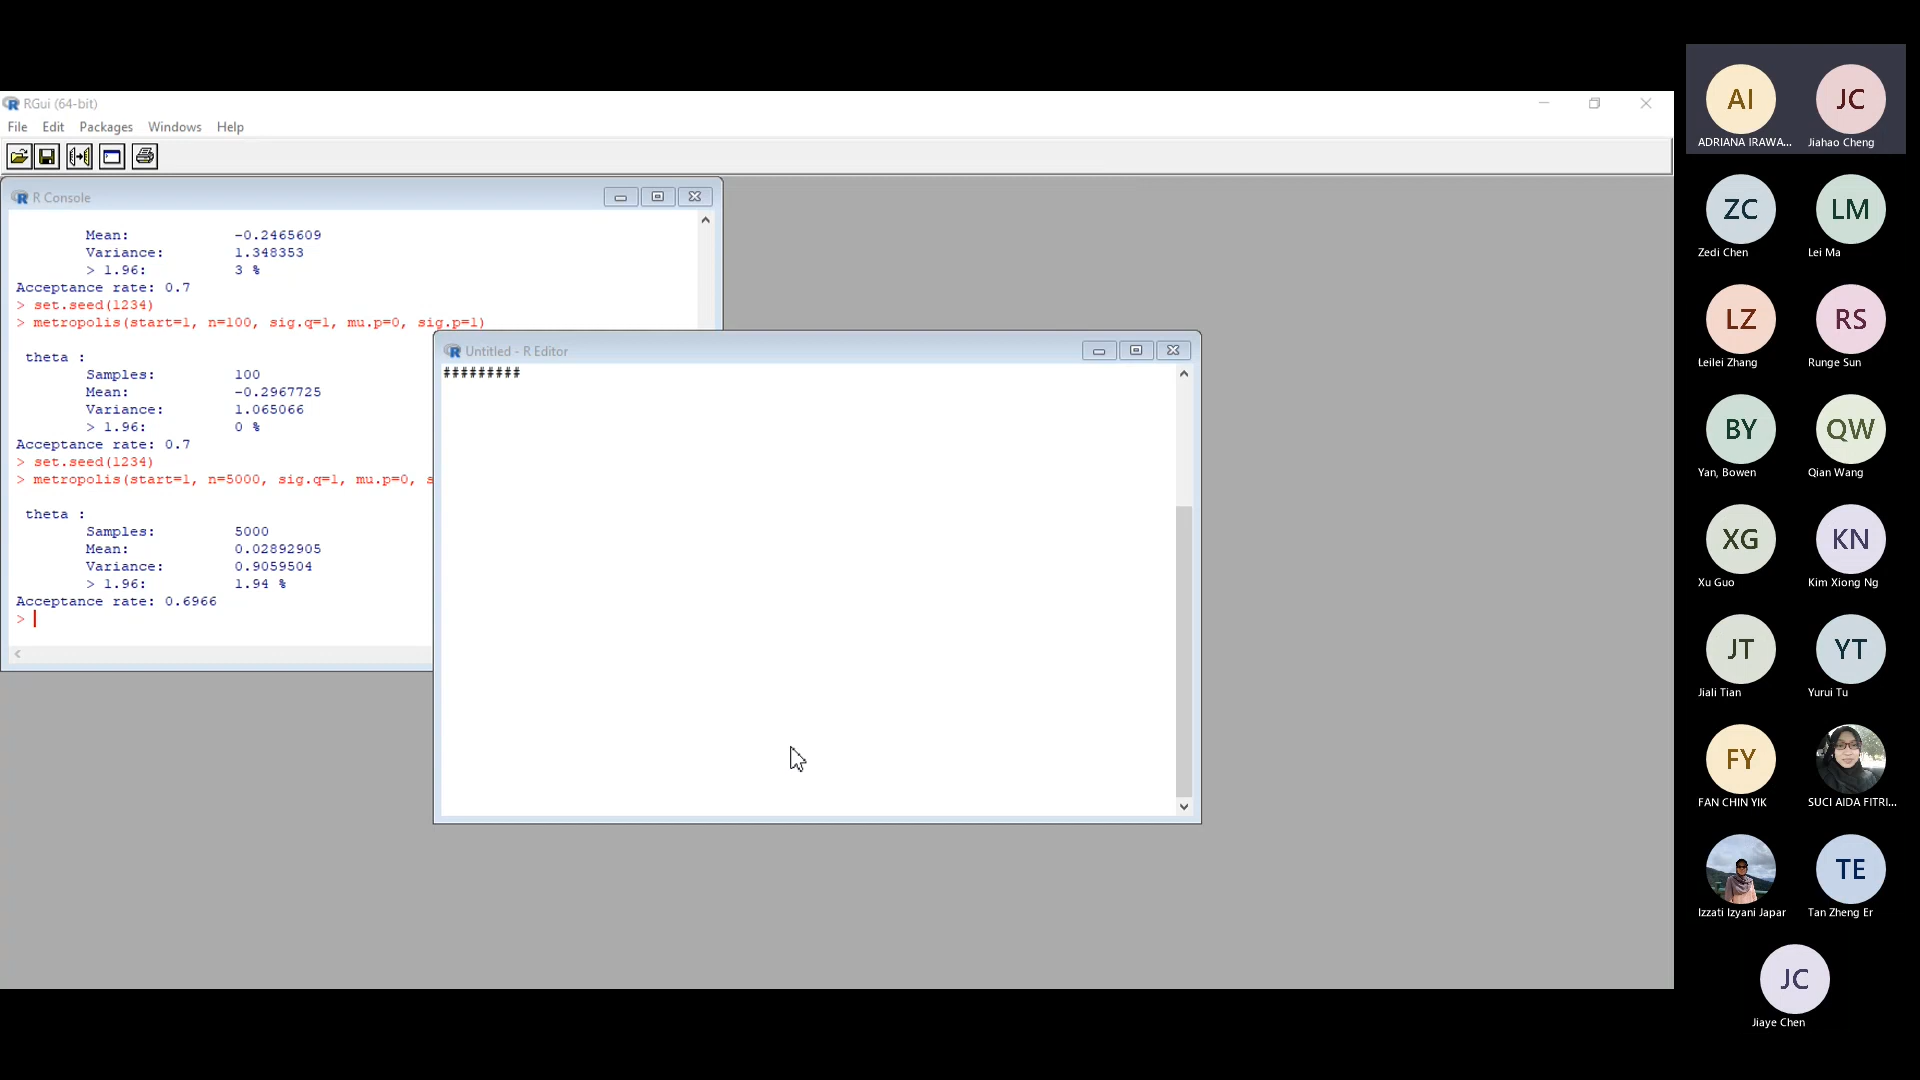 RGui (64-bit)
File Edit Packages Windows Help
R Console
Mean: -0.2465609
Variance: 1.348353
> 1.96: 3 %
Acceptance rate: 0.7
> set.seed(1234)
> metropolis(start=1, n=100, sig.q=1, mu.p=0, sig.p=1)
theta :
Samples: 100
Mean: -0.2967725
Variance: 1.065066
> 1.96: 0 %
Acceptance rate: 0.7
> set.seed(1234)
> metropolis(start=1, n=5000, sig.q=1, mu.p=0, s
theta :
Samples: 5000
Mean: 0.02892905
Variance: 0.9059504
> 1.96: 1.94 %
Acceptance rate: 0.6966
>
Untitled - R Editor
#########
AI JC
ADRIANA IRAWA... Jiahao Cheng
ZC LM
Zedi Chen Lei Ma
LZ RS
Leilei Zhang Runge Sun
BY QW
Yan, Bowen Qian Wang
XG KN
Xu Guo Kim Xiong Ng
JT YT
Jiali Tian Yurui Tu
FY
FAN CHIN YIK SUCI AIDA FITRI...
TE
Izzati Izyani Japar Tan Zheng Er
JC
Jiaye Chen